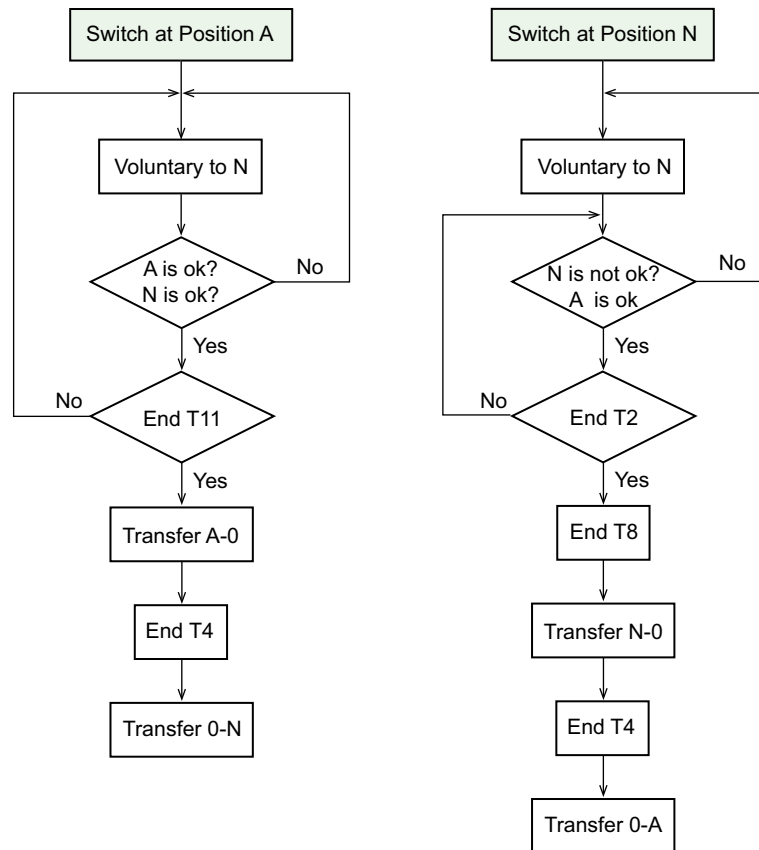 Switch at Position A
Voluntary to N
A is ok?
N is ok?
No
Yes
No
End T11
Yes
Transfer A-0
End T4
Transfer 0-N
Switch at Position N
Voluntary to N
N is not ok?
A is ok
No
Yes
No
End T2
Yes
End T8
Transfer N-0
End T4
Transfer 0-A